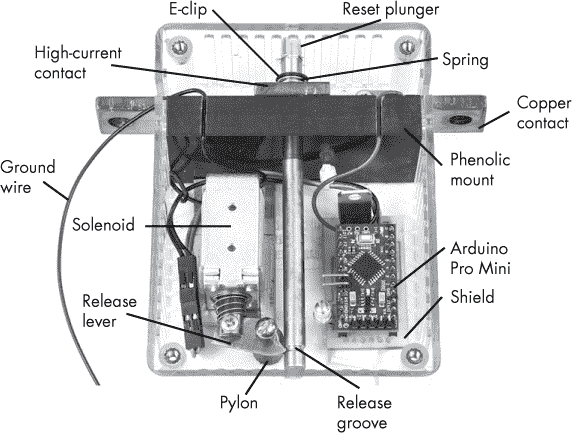 E-clip
Reset plunger
High-current
contact
Spring
Copper
contact
Ground
wire
Phenolic
mount
Solenoid
Arduino
Pro Mini
Shield
Release
lever
Pylon
Release
groove